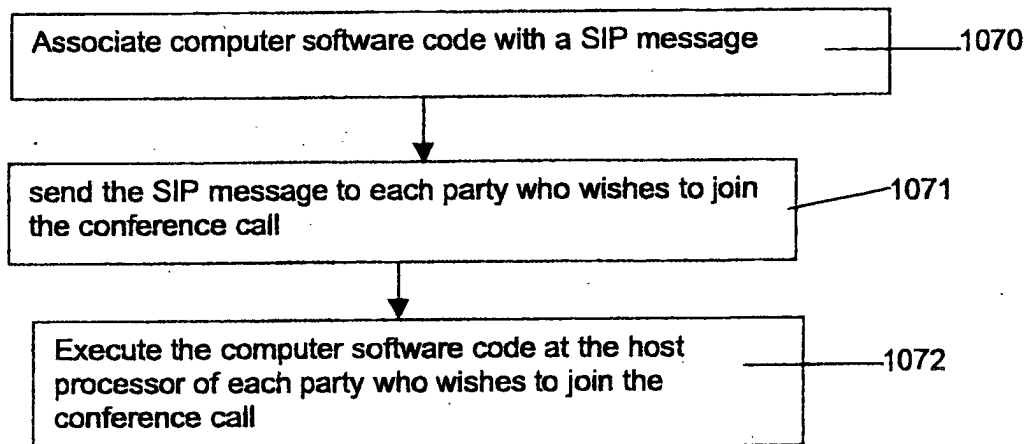 Associate computer software code with a SIP message
1070
send the SIP message to each party who wishes to join
the conference call
1071
Execute the computer software code at the host
processor of each party who wishes to join the
conference call
1072